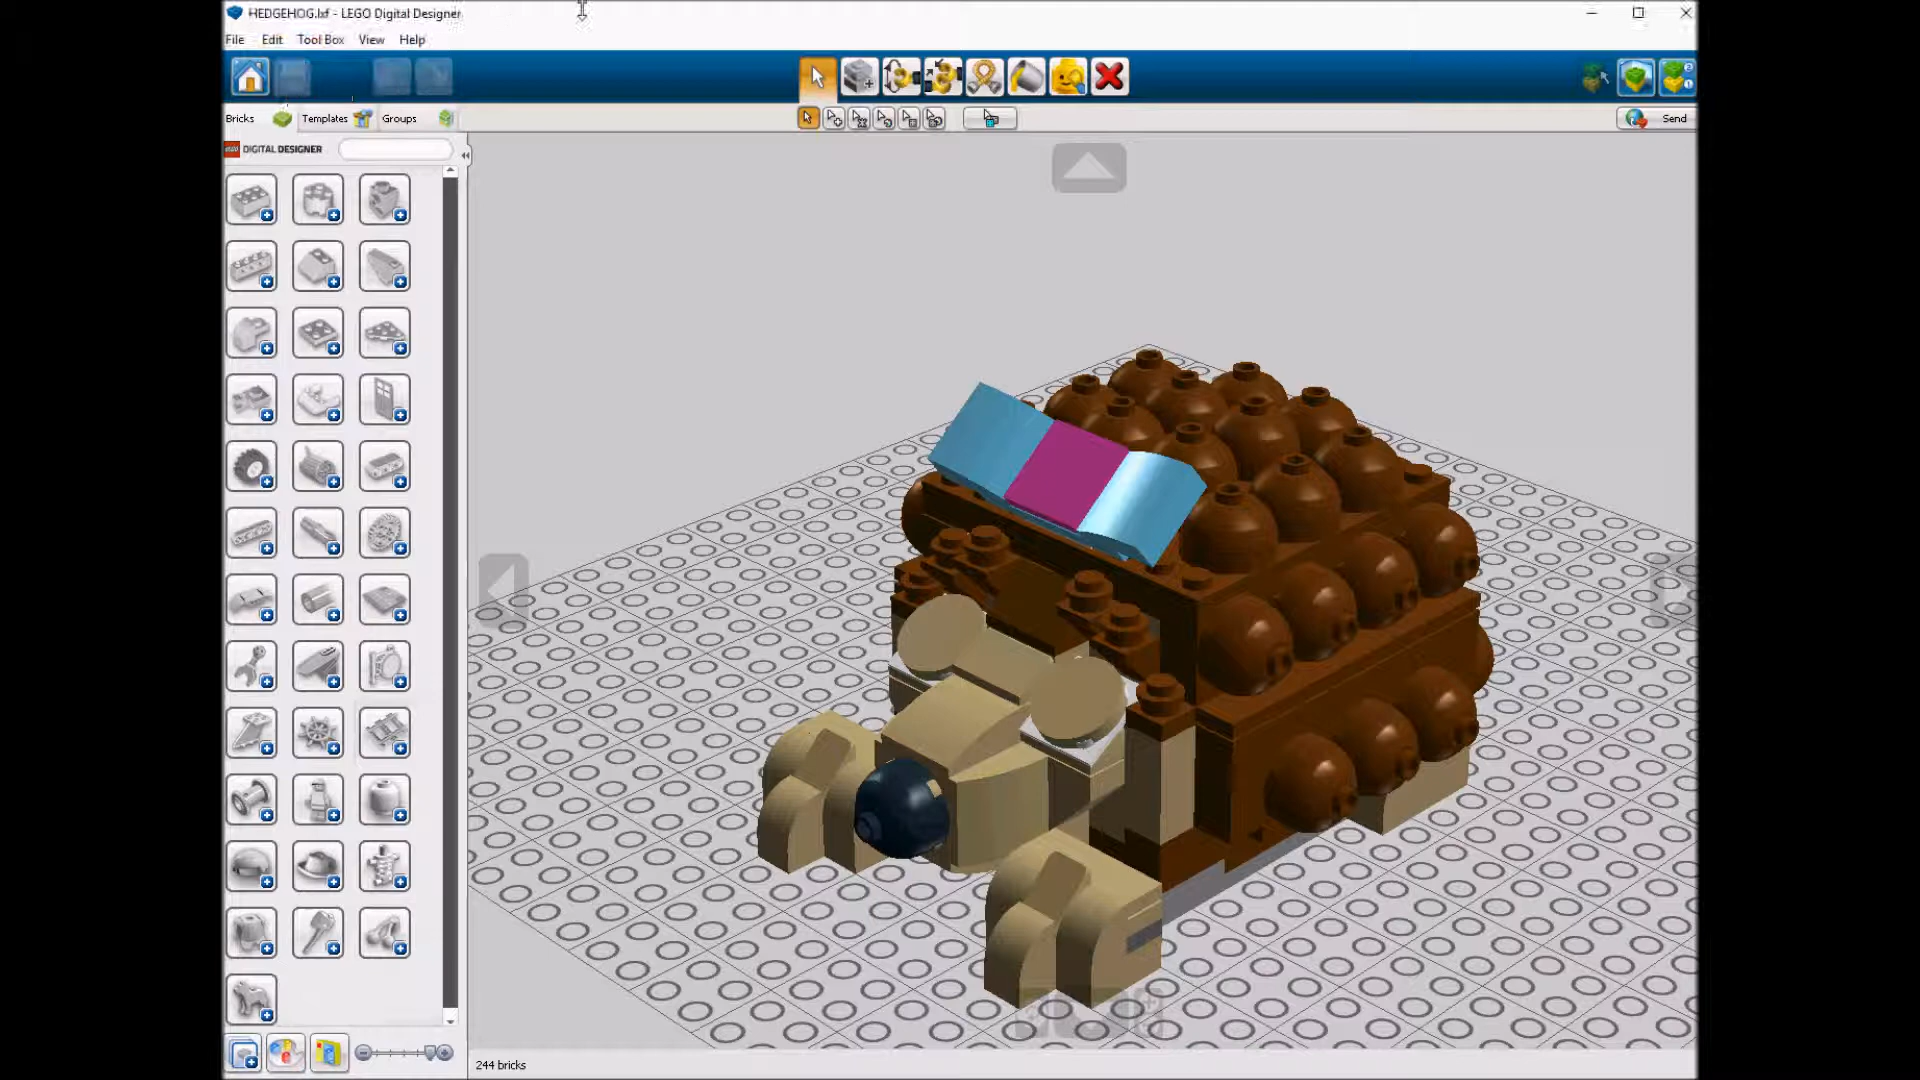 HEDGEHOG.lxf - LEGO Digital Designer
File Edit Tool Box View Help
Bricks Templates Groups
Send
LEGO DIGITAL DESIGNER
244 bricks